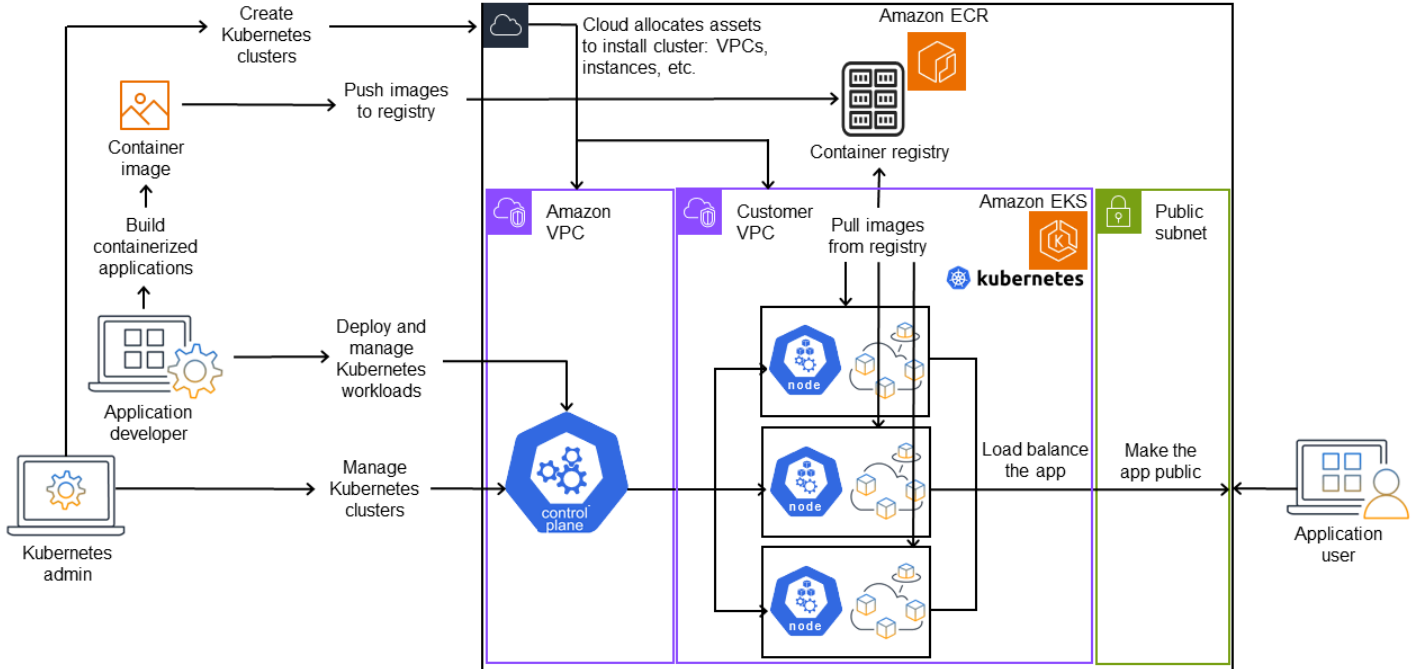 Create
Kubernetes
clusters
Cloud allocates assets
to install cluster: VPCs,
instances, etc.
Amazon ECR
Push images
to registry
Container
image
Container registry
Build
containerized
applications
Amazon
VPC
Customer
VPC
Amazon EKS
Pull images
from registry
kubernetes
Public
subnet
Deploy and
manage
Kubernetes
workloads
Application
developer
node
Manage
Kubernetes
clusters
control
plane
node
Load balance
the app
Make the
app public
Kubernetes
admin
Application
user
node
K